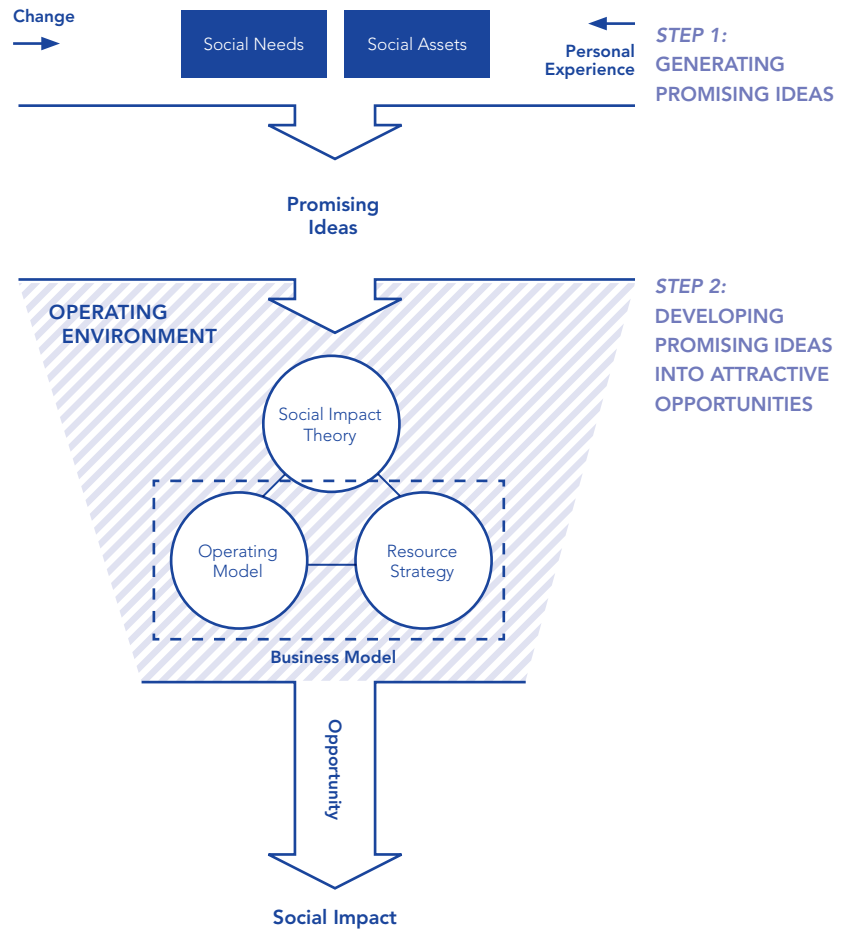 Change
Social Needs
Social Assets
Personal
Experience
STEP 1:
GENERATING
PROMISING IDEAS
Promising
Ideas
STEP 2:
DEVELOPING
PROMISING IDEAS
INTO ATTRACTIVE
OPPORTUNITIES
OPERATING
ENVIRONMENT
Social Impact
Theory
Operating
Model
Resource
Strategy
Business Model
Opportunity
Social Impact